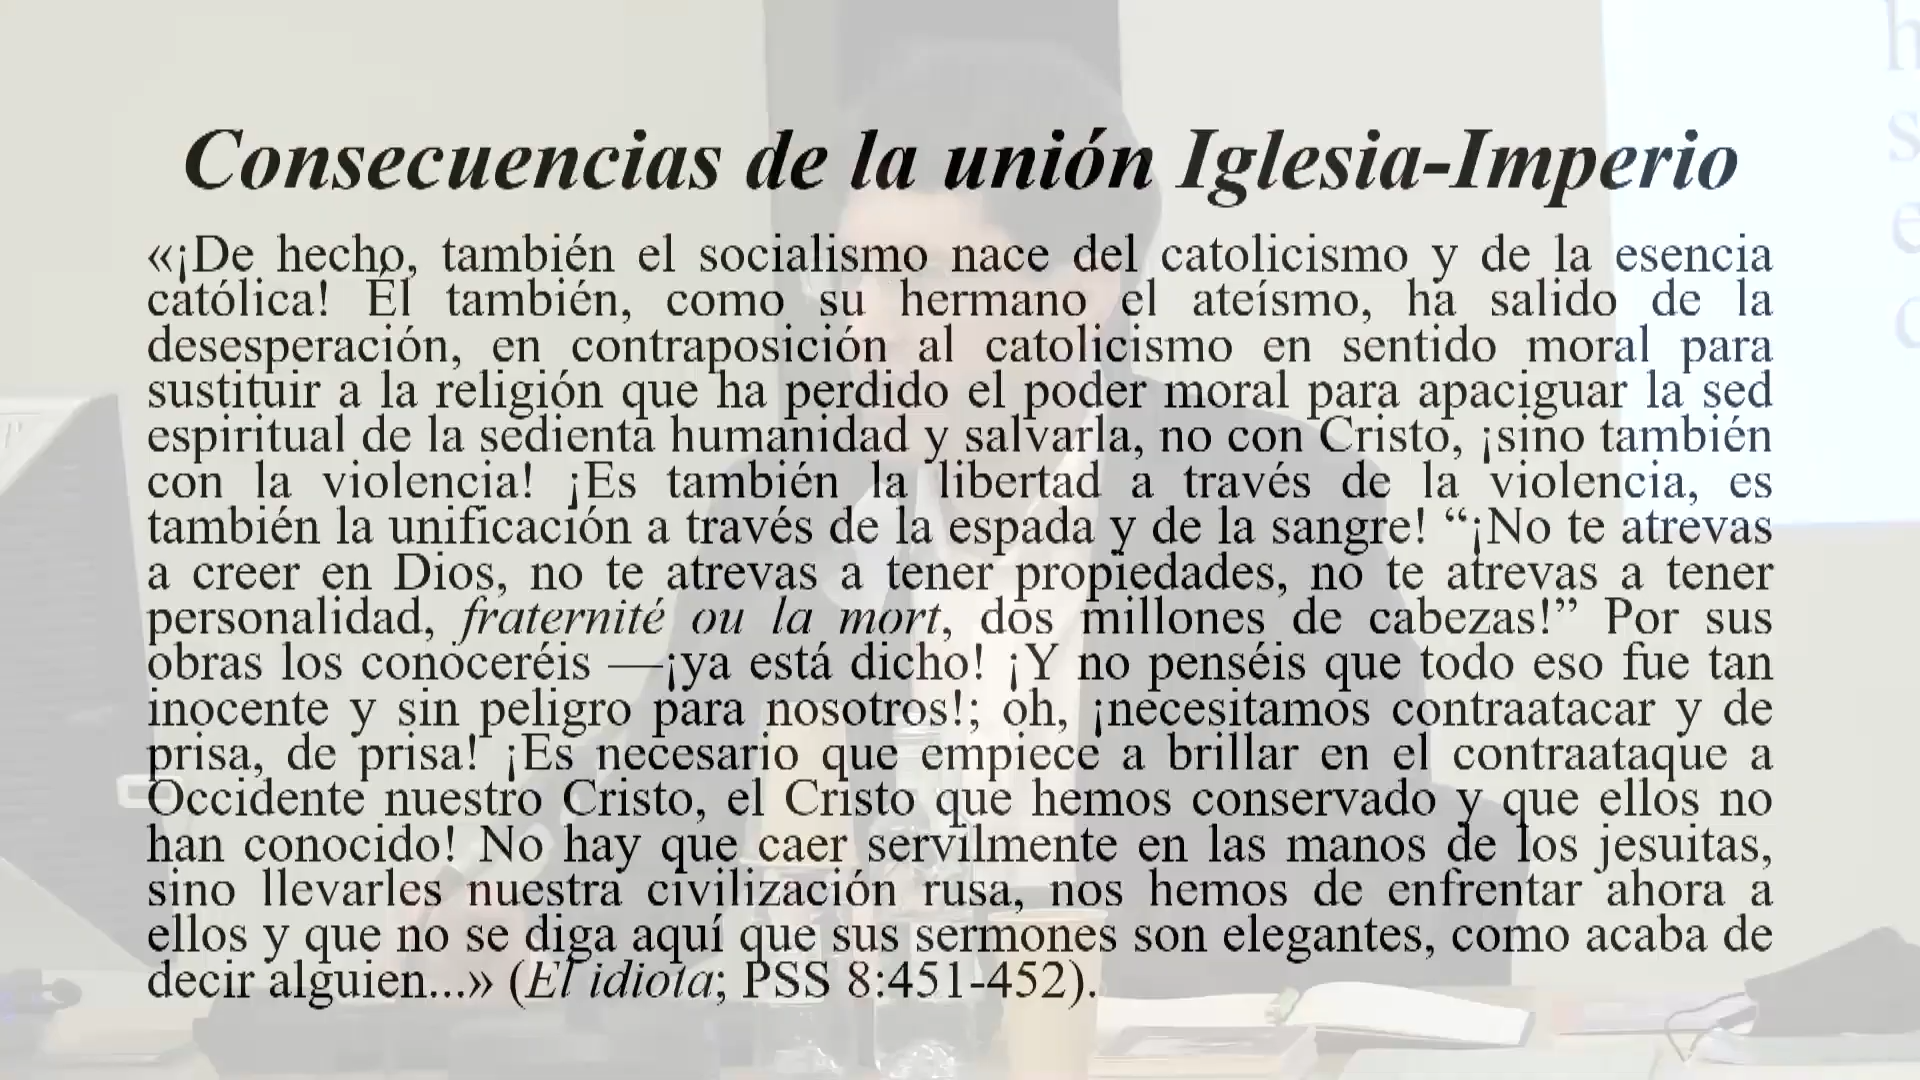 Consecuencias de la unión Iglesia-Imperio
«¡De hecho, también el socialismo nace del catolicismo y de la esencia
católica! Él también, como su hermano el ateísmo, ha salido de la
desesperación, en contraposición al catolicismo en sentido moral para
sustituir a la religión que ha perdido el poder moral para apaciguar la sed
espiritual de la sedienta humanidad y salvarla, no con Cristo, ¡sino también
con la violencia! ¡Es también la libertad a través de la violencia, es
también la unificación a través de la espada y de la sangre! “¡No te atrevas
a creer en Dios, no te atrevas a tener propiedades, no te atrevas a tener
personalidad, fraternité ou la mort, dos millones de cabezas!” Por sus
obras los conoceréis —¡ya está dicho! ¡Y no penséis que todo eso fue tan
inocente y sin peligro para nosotros!; oh, ¡necesitamos contraatacar y de
prisa, de prisa! ¡Es necesario que empiece a brillar en el contraataque a
Occidente nuestro Cristo, el Cristo que hemos conservado y que ellos no
han conocido! No hay que caer servilmente en las manos de los jesuitas,
sino llevarles nuestra civilización rusa, nos hemos de enfrentar ahora a
ellos y que no se diga aquí que sus sermones son elegantes, como acaba de
decir alguien...» (El idiota; PSS 8:451-452).